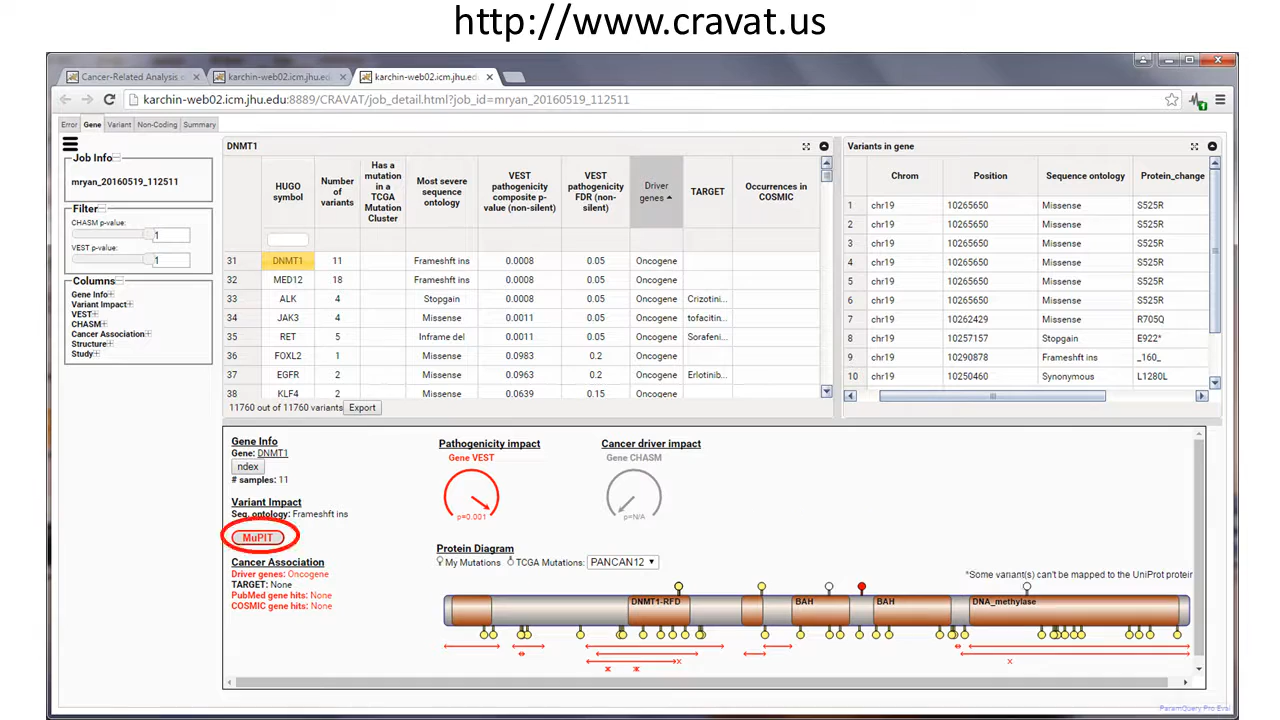 http://www.cravat.us
Cancer-Related Analysis o
karchin-web02.icm.jhu.ed
karchin-web02.icm.jhu.edu
karchin-web02.icm.jhu.edu:8889/CRAVAT/job_detail.html?job_id=mryan_20160519_112511
Error Gene Variant Non-Coding Summary
Job Info
mryan_20160519_112511
Filter
CHASM p-value:
1
VEST p-value:
1
Columns
Gene Info
Variant Impact
VEST
CHASM
Cancer Association
Structure
Study
DNMT1
HUGO symbol
Number of variants
Has a mutation in a TCGA Mutation Cluster
Most severe sequence ontology
VEST pathogenicity composite p-value (non-silent)
VEST pathogenicity FDR (non-silent)
Driver genes
TARGET
Occurrences in COSMIC
31 DNMT1 11 Frameshft ins 0.0008 0.05 Oncogene
32 MED12 18 Frameshft ins 0.0008 0.05 Oncogene
33 ALK 4 Stopgain 0.0008 0.05 Oncogene Crizotini...
34 JAK3 4 Missense 0.0011 0.05 Oncogene tofacitin...
35 RET 5 Inframe del 0.0011 0.05 Oncogene Sorafeni...
36 FOXL2 1 Missense 0.0983 0.2 Oncogene
37 EGFR 2 Missense 0.0963 0.2 Oncogene Erlotinib...
38 KLF4 2 Missense 0.0639 0.15 Oncogene
11760 out of 11760 variants Export
Variants in gene
Chrom Position Sequence ontology Protein_change
1 chr19 10265650 Missense S525R
2 chr19 10265650 Missense S525R
3 chr19 10265650 Missense S525R
4 chr19 10265650 Missense S525R
5 chr19 10265650 Missense S525R
6 chr19 10265650 Missense S525R
7 chr19 10262429 Missense R705Q
8 chr19 10257157 Stopgain E922*
9 chr19 10290878 Frameshft ins _160_
10 chr19 10250460 Synonymous L1280L
Gene Info
Gene: DNMT1
ndex
# samples: 11
Variant Impact
Seq. ontology: Frameshft ins
MuPIT
Cancer Association
Driver genes: Oncogene
TARGET: None
PubMed gene hits: None
COSMIC gene hits: None
Pathogenicity impact
Gene VEST
p=0.001
Cancer driver impact
Gene CHASM
p=N/A
Protein Diagram
My Mutations TCGA Mutations: PANCAN12
*Some variant(s) can't be mapped to the UniProt protein
DNMT1-RFD BAH BAH DNA_methylase
ParamQuery Pro Eval